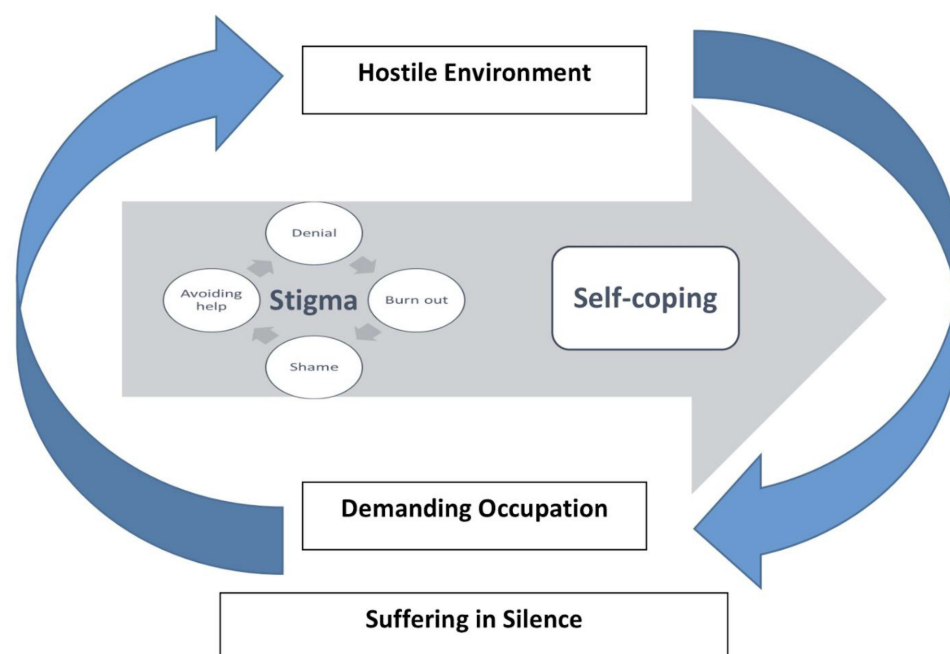 Hostile Environment
Denial
Avoiding
help
Stigma
Burn out
Shame
Self-coping
Demanding Occupation
Suffering in Silence